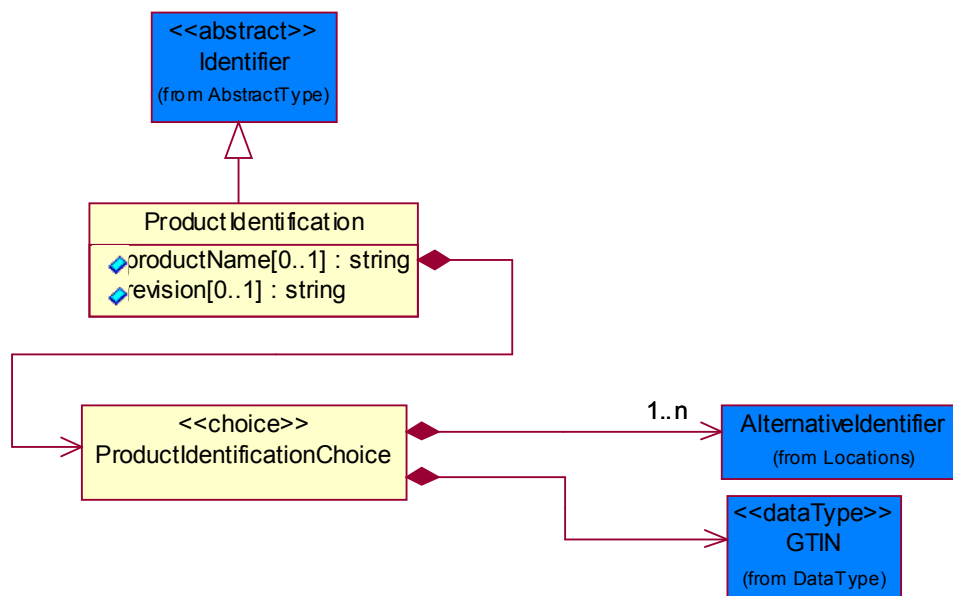 <<abstract>>
Identifier
(from AbstractType)
ProductIdentification
productName[0..1] : string
revision[0..1] : string
<<choice>>
ProductIdentificationChoice
1..n
AlternativeIdentifier
(from Locations)
<<dataType>>
GTIN
(from DataType)